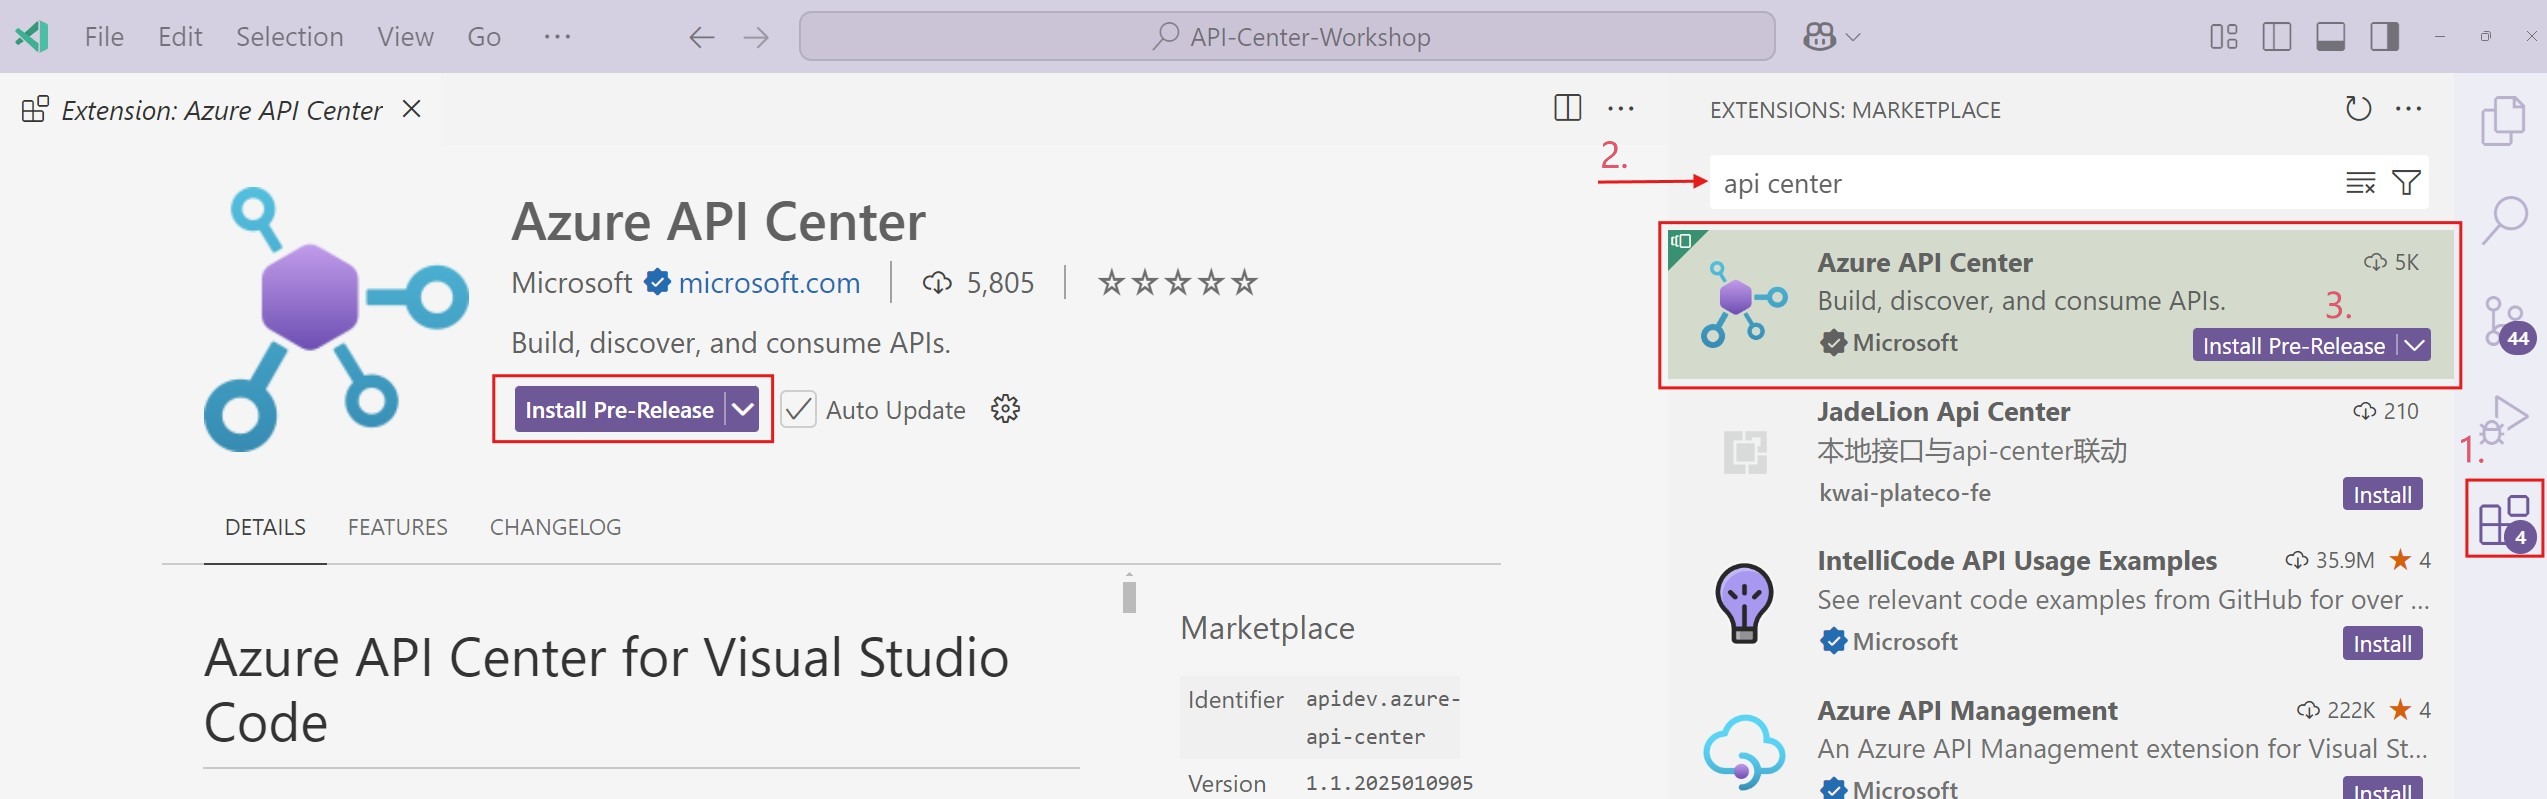 File Edit Selection View Go ··· API-Center-Workshop
Extension: Azure API Center
Azure API Center
Microsoft microsoft.com 5,805
Build, discover, and consume APIs.
Install Pre-Release Auto Update
DETAILS FEATURES CHANGELOG
Azure API Center for Visual Studio
Code
Marketplace
Identifier apidev.azure-
api-center
Version 1.1.2025010905
EXTENSIONS: MARKETPLACE
2.
api center
Azure API Center 5K
Build, discover, and consume APIs.
3.
Microsoft Install Pre-Release
JadeLion Api Center 210
本地接口与api-center联动
kwai-plateco-fe Install
IntelliCode API Usage Examples 35.9M 4
See relevant code examples from GitHub for over ...
Microsoft Install
Azure API Management 222K 4
An Azure API Management extension for Visual St...
Microsoft Install
44
1.
4